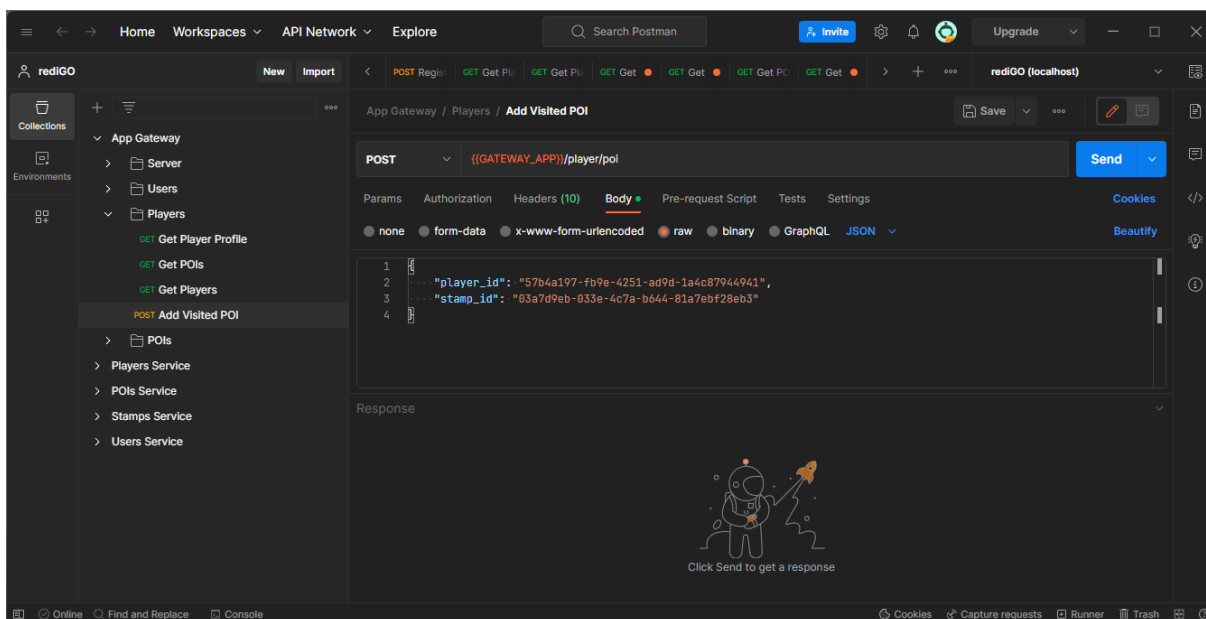 Home Workspaces API Network Explore Search Postman Invite Upgrade
rediGO New Import POST Regis GET Get Pl GET Get Pl GET Get GET Get GET Get PO GET Get rediGO (localhost)
Collections
Environments
App Gateway
Server
Users
Players
GET Get Player Profile
GET Get POIs
GET Get Players
POST Add Visited POI
POIs
Players Service
POIs Service
Stamps Service
Users Service
App Gateway / Players / Add Visited POI Save
POST {{GATEWAY_APP}}/player/poi Send
Params Authorization Headers (10) Body Pre-request Script Tests Settings Cookies
none form-data x-www-form-urlencoded raw binary GraphQL JSON Beautify
1 {
2 "player_id": "57b4a197-fb9e-4251-ad9d-1a4c87944941",
3 "stamp_id": "03a7d9eb-033e-4c7a-b644-81a7ebf28eb3"
4 }
Response
Click Send to get a response
Online Find and Replace Console Cookies Capture requests Runner Trash